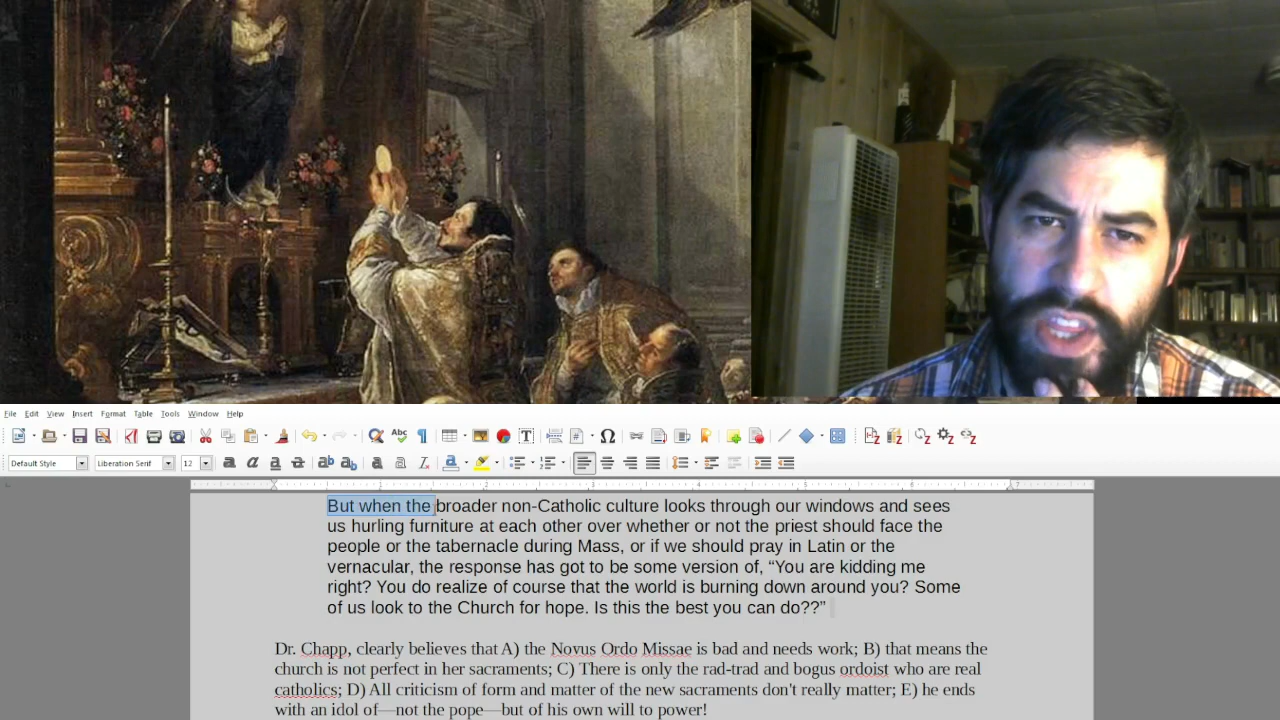 File Edit View Insert Format Table Tools Window Help
Default Style Liberation Serif 12
But when the broader non-Catholic culture looks through our windows and sees
us hurling furniture at each other over whether or not the priest should face the
people or the tabernacle during Mass, or if we should pray in Latin or the
vernacular, the response has got to be some version of, “You are kidding me
right? You do realize of course that the world is burning down around you? Some
of us look to the Church for hope. Is this the best you can do??”
Dr. Chapp, clearly believes that A) the Novus Ordo Missae is bad and needs work; B) that means the
church is not perfect in her sacraments; C) There is only the rad-trad and bogus ordoist who are real
catholics; D) All criticism of form and matter of the new sacraments don't really matter; E) he ends
with an idol of—not the pope—but of his own will to power!